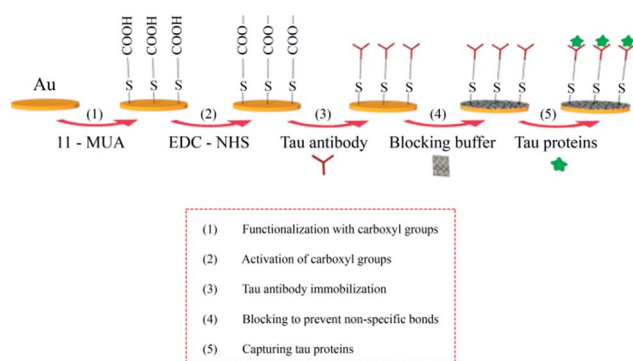 COOH COOH COOH
COO– COO– COO–
Au
S S S
S S S
S S S
S S S
S S S
(1) (2) (3) (4) (5)
11 - MUA
EDC - NHS
Tau antibody
Blocking buffer
Tau proteins
(1) Functionalization with carboxyl groups
(2) Activation of carboxyl groups
(3) Tau antibody immobilization
(4) Blocking to prevent non-specific bonds
(5) Capturing tau proteins